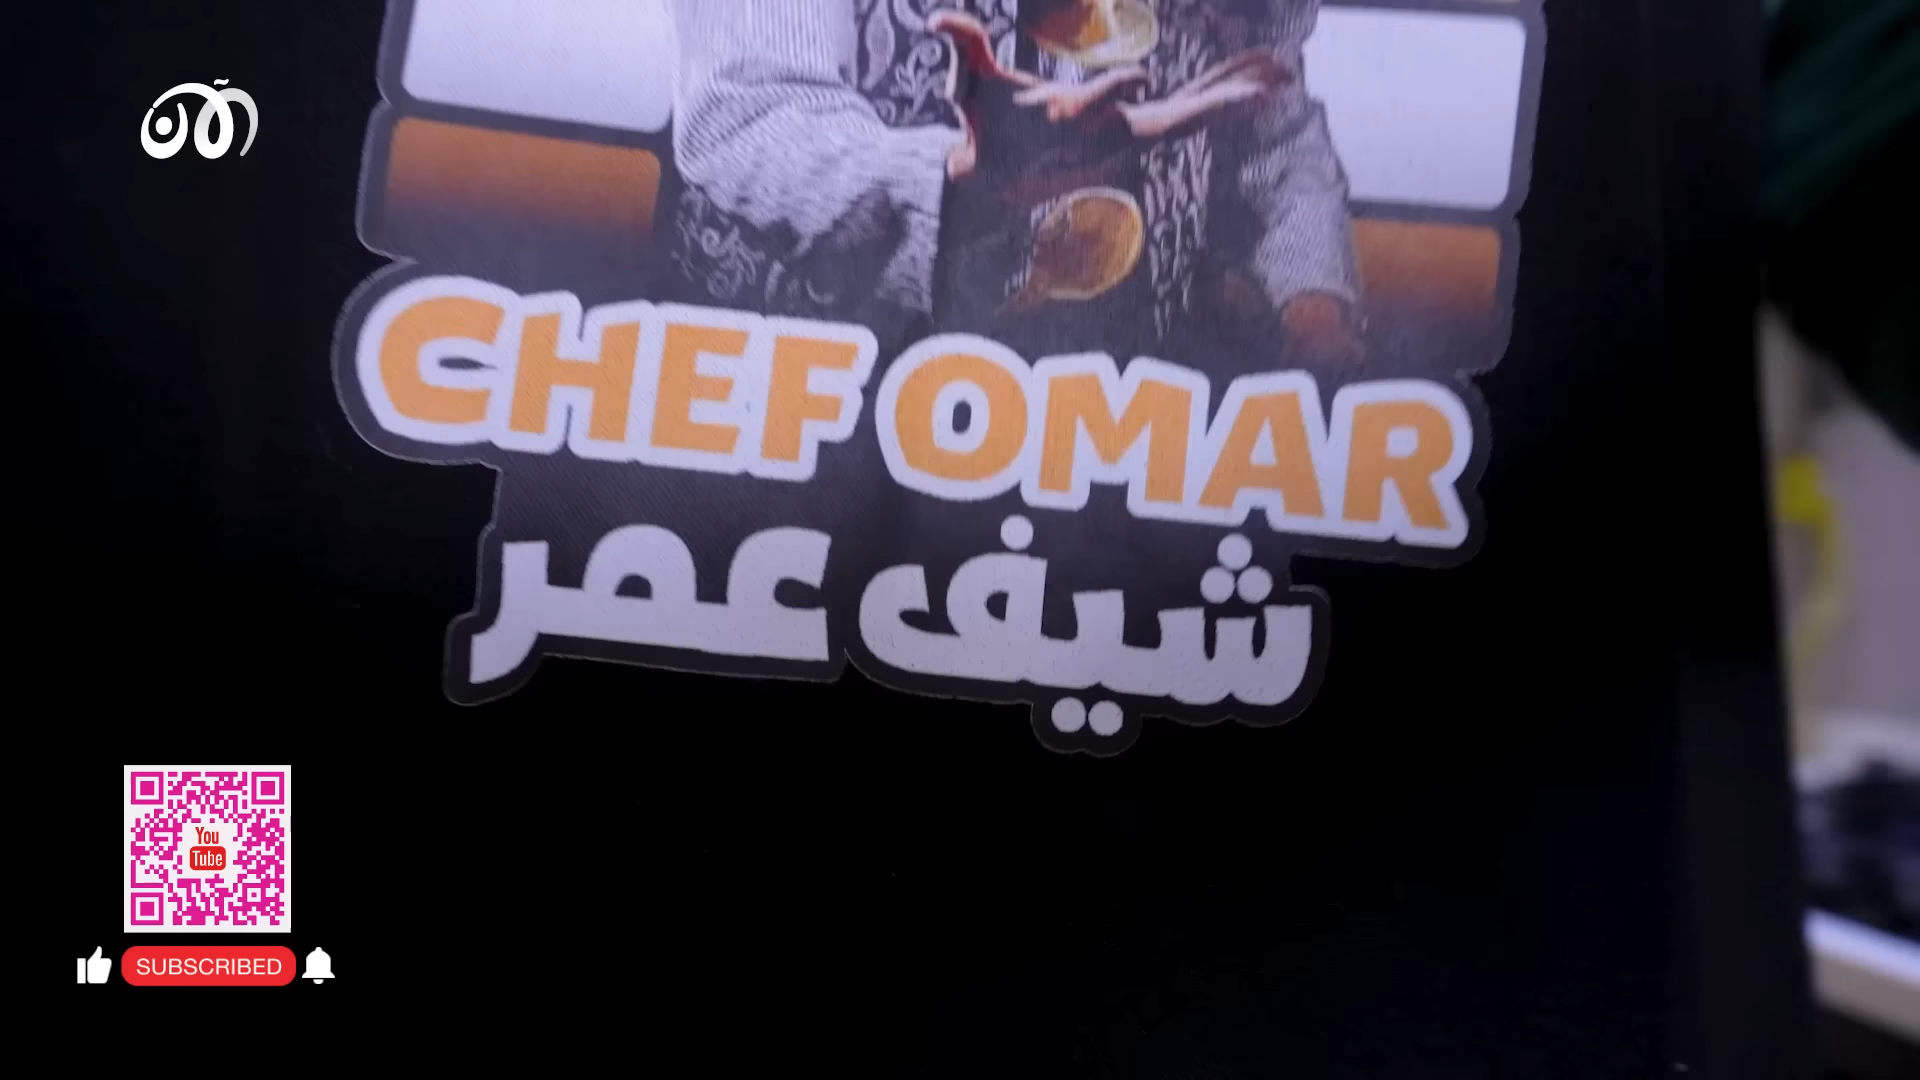 CHEF OMAR
شيف عمر
You
Tube
SUBSCRIBED